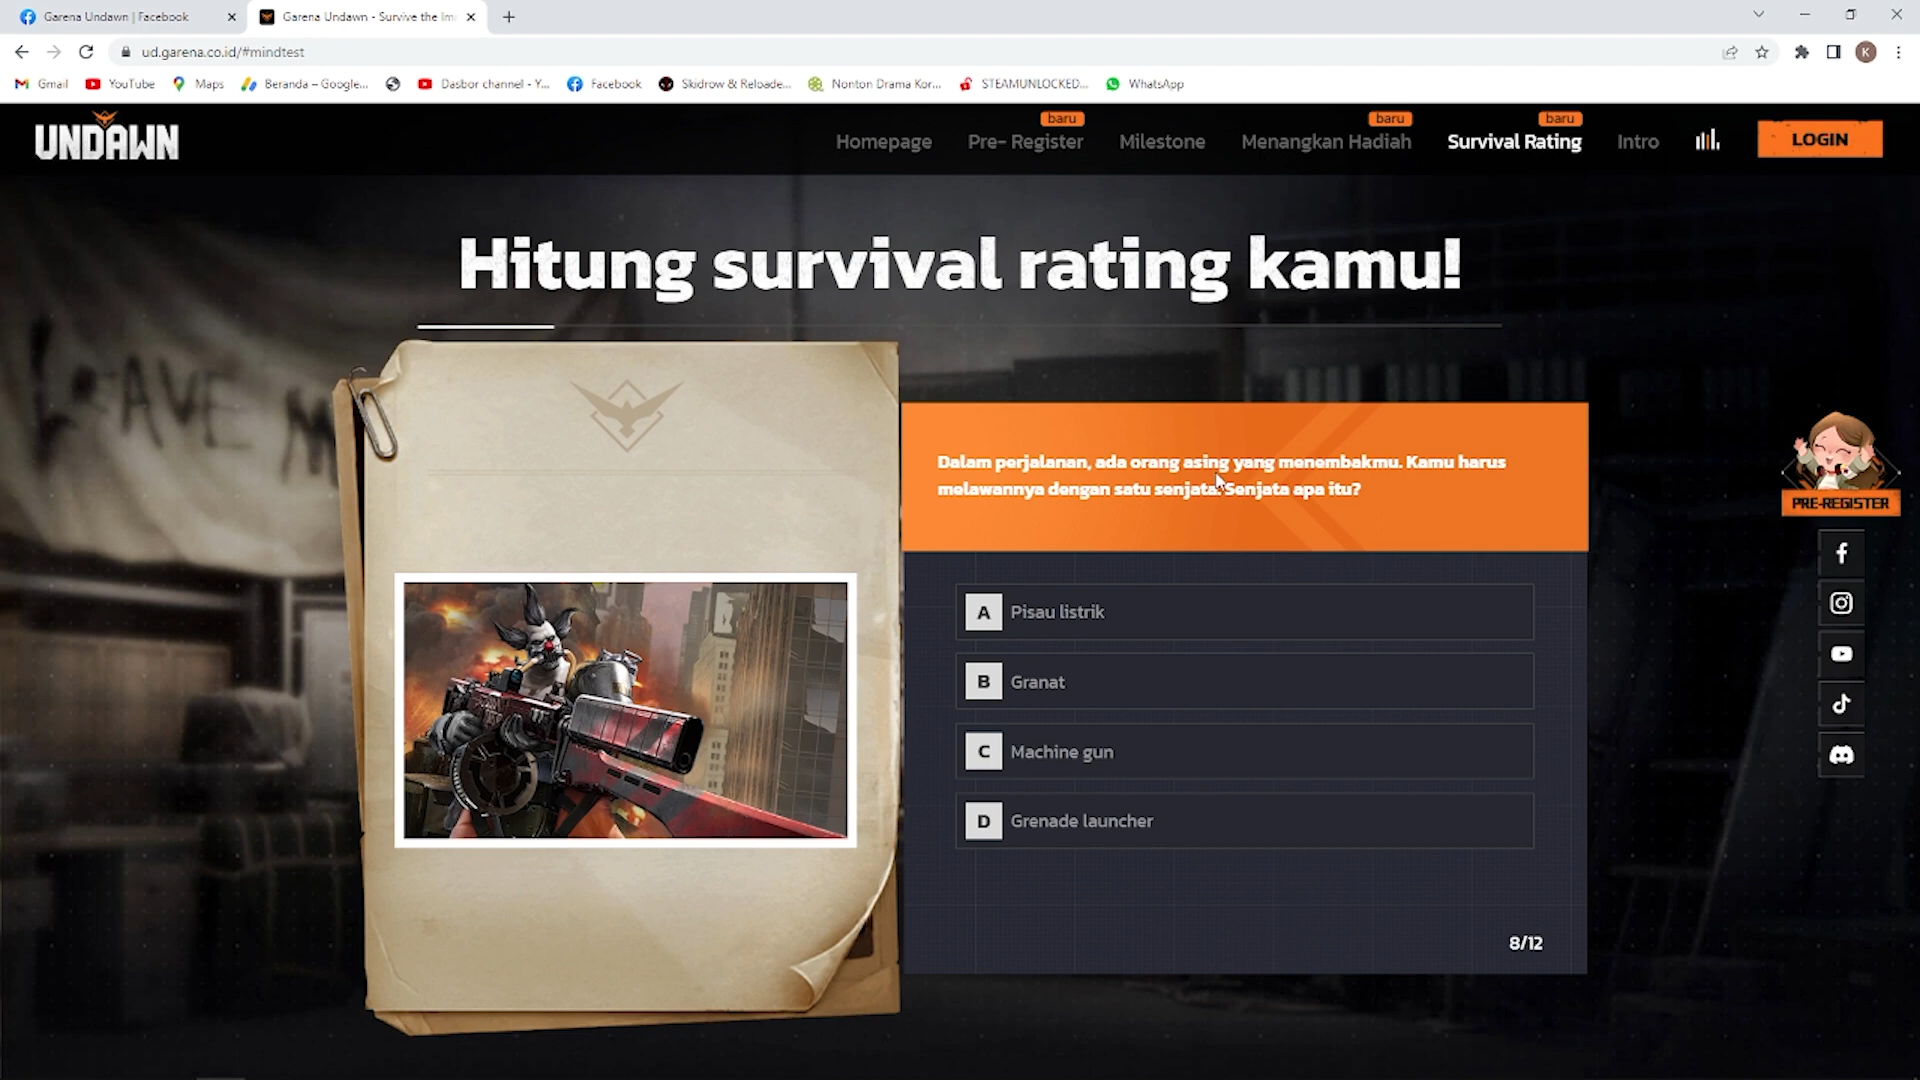 Garena Undawn | Facebook
Garena Undawn - Survive the Im
ud.garena.co.id/#mindtest
K
Gmail
YouTube
Maps
Beranda – Google...
Dasbor channel - Y...
Facebook
Skidrow & Reloade...
Nonton Drama Kor...
STEAMUNLOCKED...
WhatsApp
UNDAWN
Homepage
baru
Pre- Register
Milestone
baru
Menangkan Hadiah
baru
Survival Rating
Intro
LOGIN
LEAVE M
Hitung survival rating kamu!
Dalam perjalanan, ada orang asing yang menembakmu. Kamu harus
melawannya dengan satu senjata. Senjata apa itu?
A Pisau listrik
B Granat
C Machine gun
D Grenade launcher
8/12
PRE-REGISTER